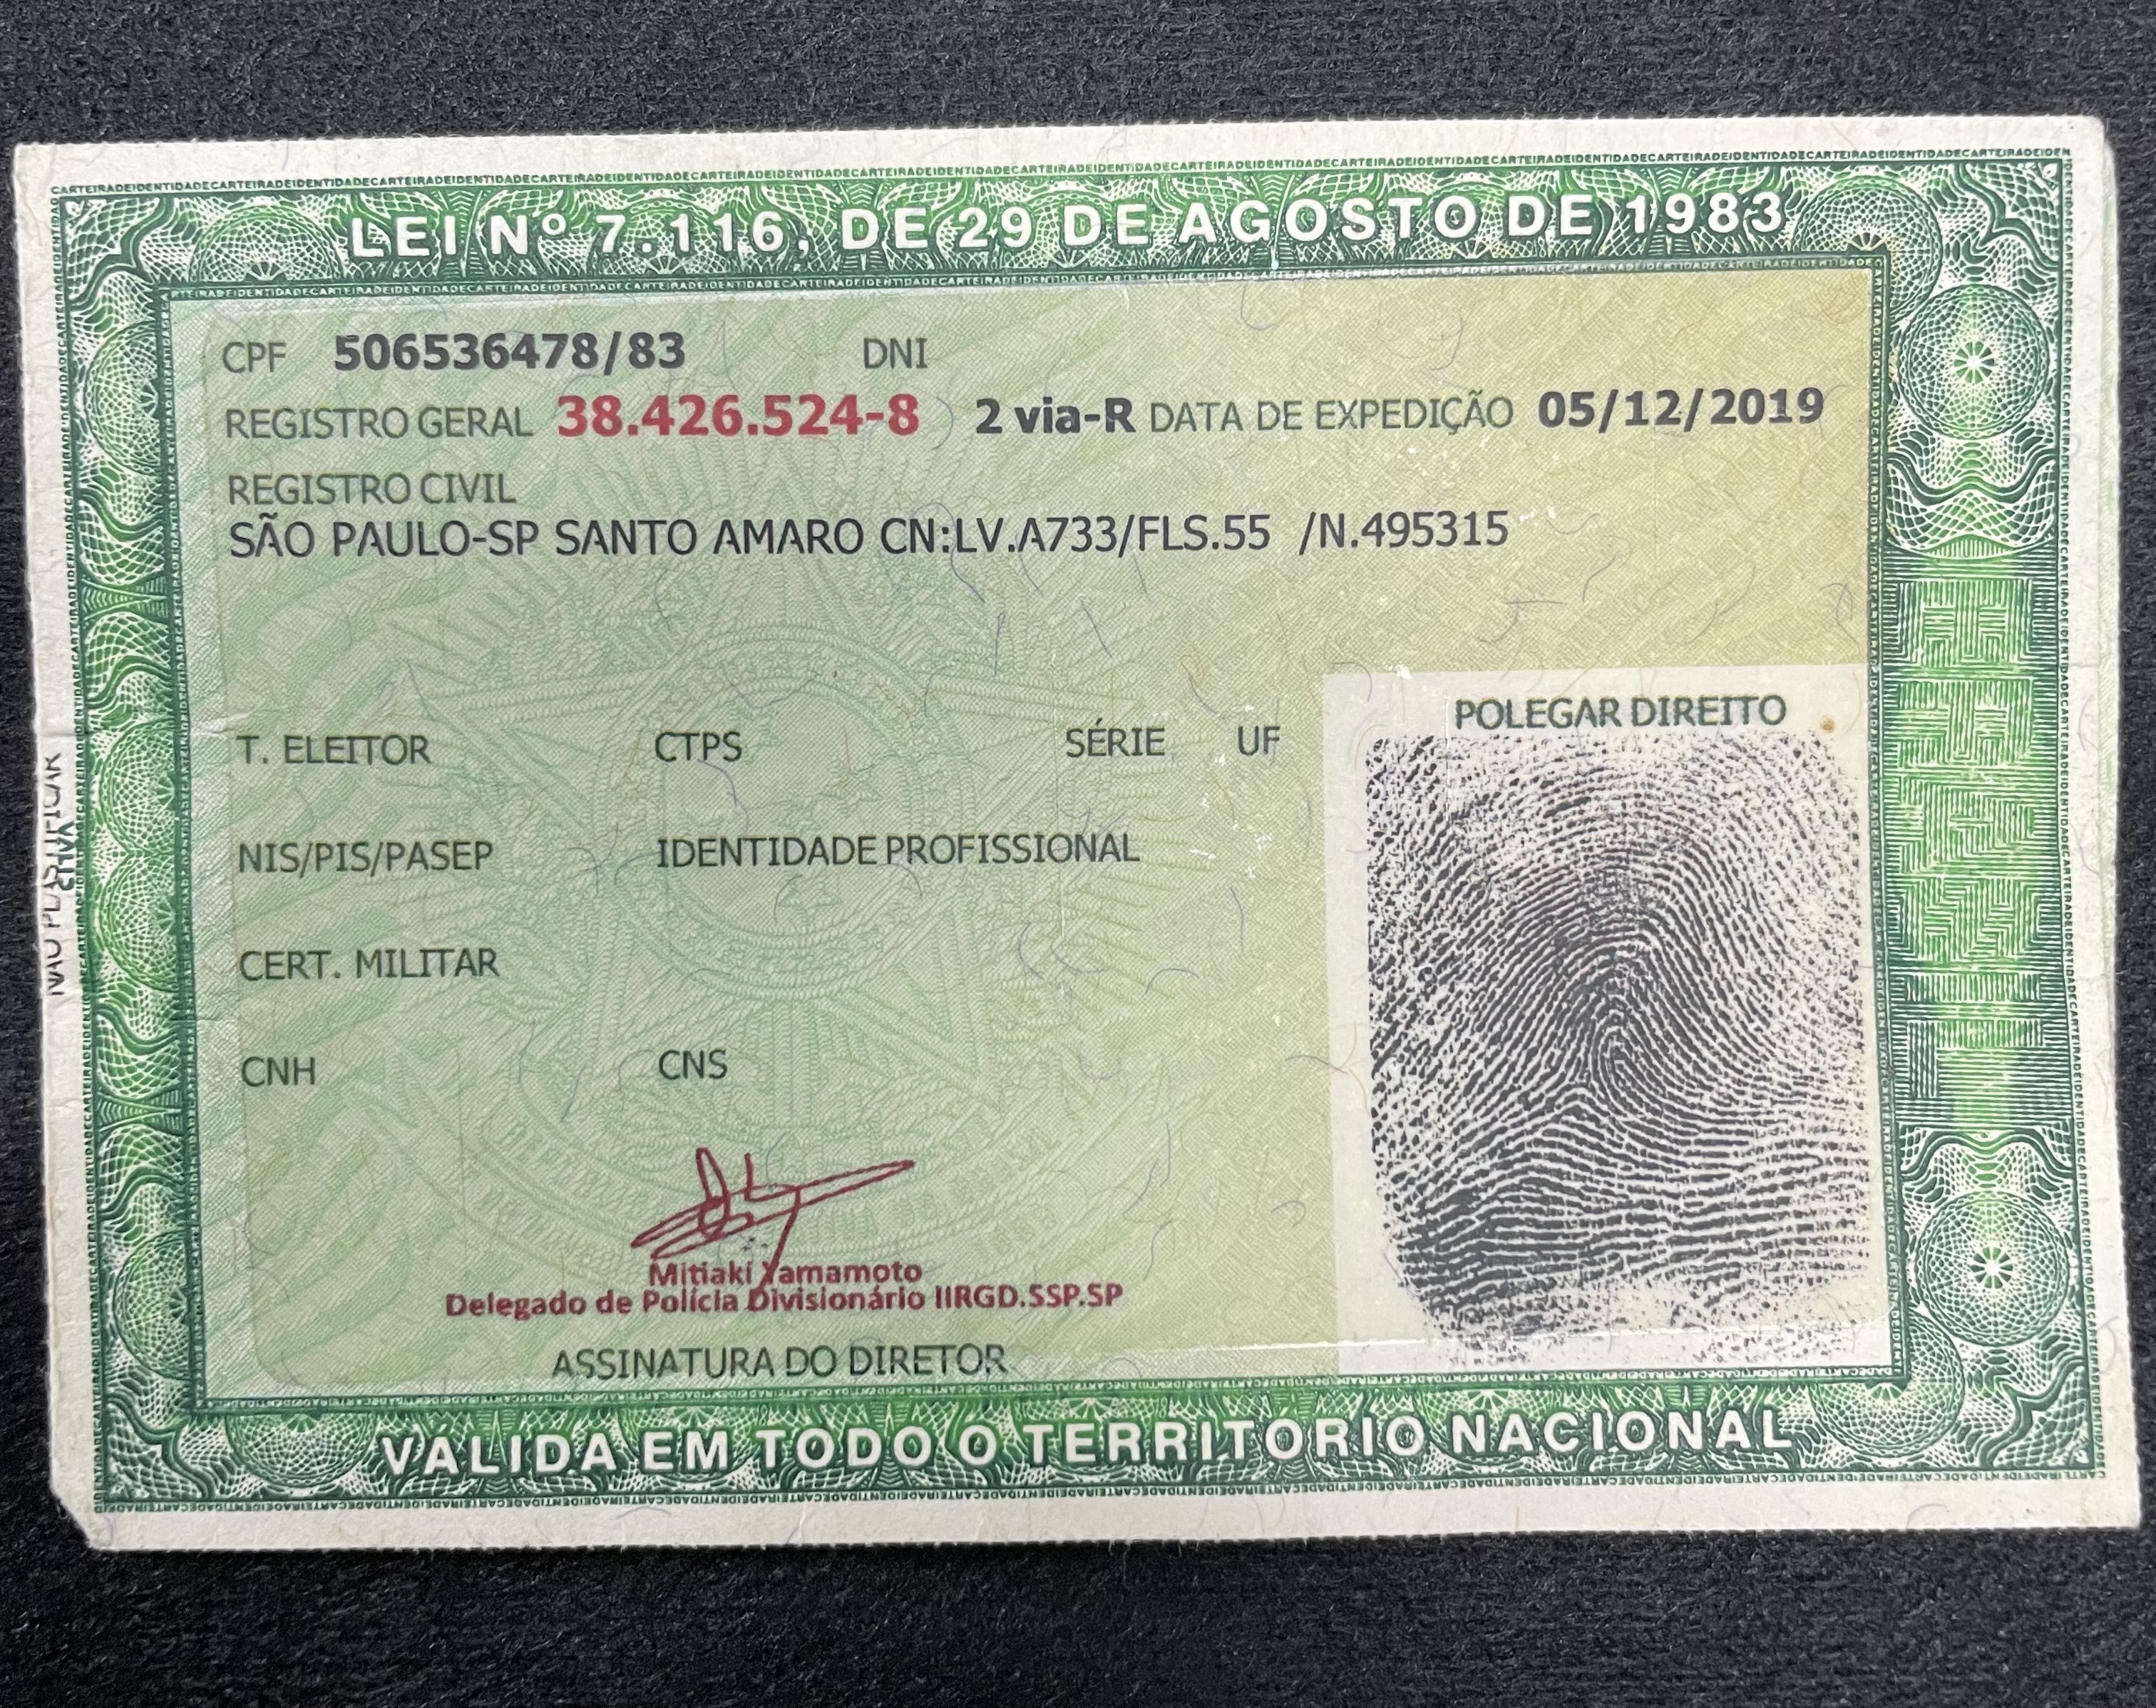 LEI Nº 7.116, DE 29 DE AGOSTO DE 1983
CPF 506536478/83 DNI
REGISTRO GERAL 38.426.524-8 2 via-R DATA DE EXPEDIÇÃO 05/12/2019
REGISTRO CIVIL
SÃO PAULO-SP SANTO AMARO CN:LV.A733/FLS.55 /N.495315
POLEGAR DIREITO
T. ELEITOR CTPS SÉRIE UF
NIS/PIS/PASEP IDENTIDADE PROFISSIONAL
CERT. MILITAR
CNH CNS
Mitiaki Yamamoto
Delegado de Polícia Divisionário IIRGD.SSP.SP
ASSINATURA DO DIRETOR
VALIDA EM TODO O TERRITORIO NACIONAL
NÃO PLASTIFICAR